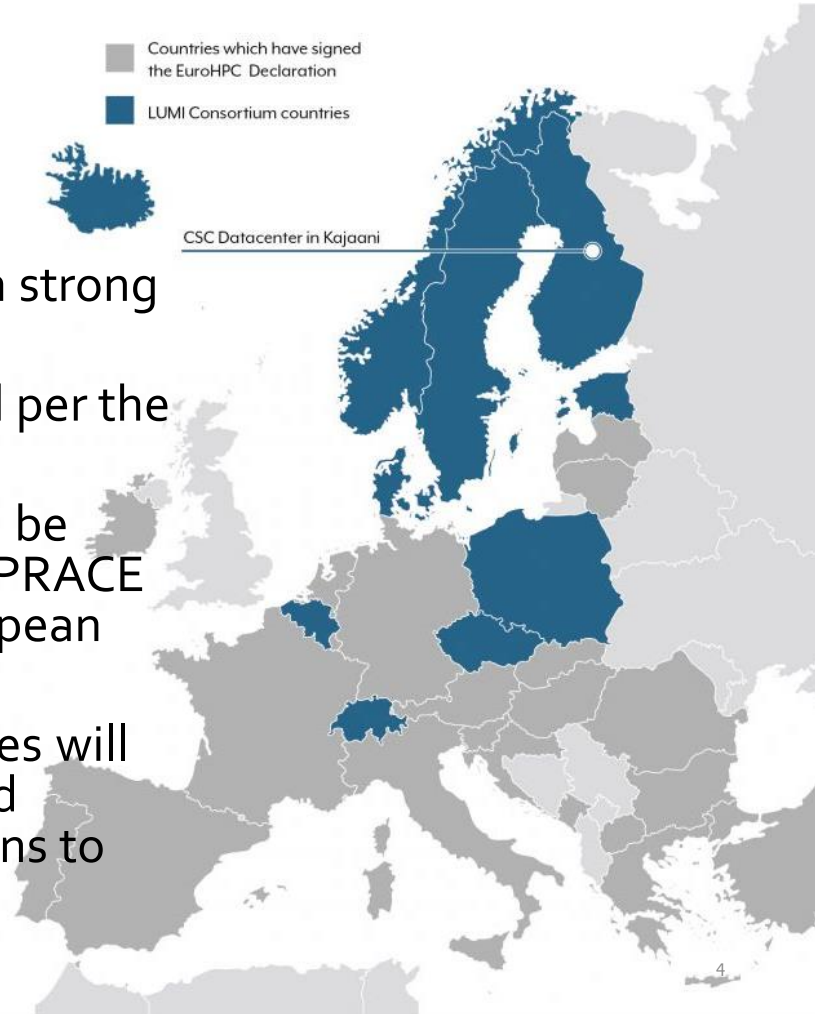 Countries which have signed
the EuroHPC Declaration
LUMI Consortium countries
CSC Datacenter in Kajaani
strong
per the
be
PRACE
pean
es will
ns to
4